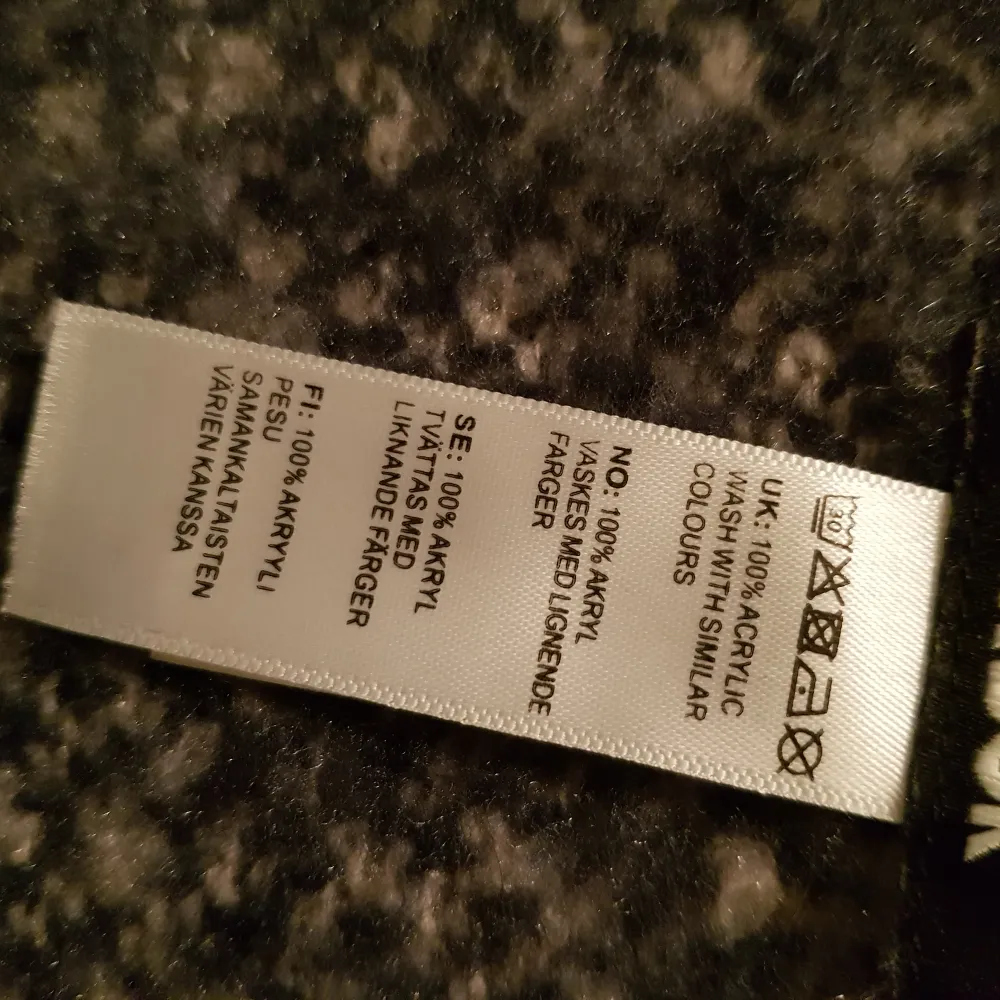 30
UK: 100% ACRYLIC
WASH WITH SIMILAR
COLOURS
NO: 100% AKRYL
VASKES MED LIGNENDE
FARGER
SE: 100% AKRYL
TVÄTTAS MED
LIKNANDE FÄRGER
FI: 100% AKRYYLI
PESU
SAMANKALTAISTEN
VÄRIEN KANSSA